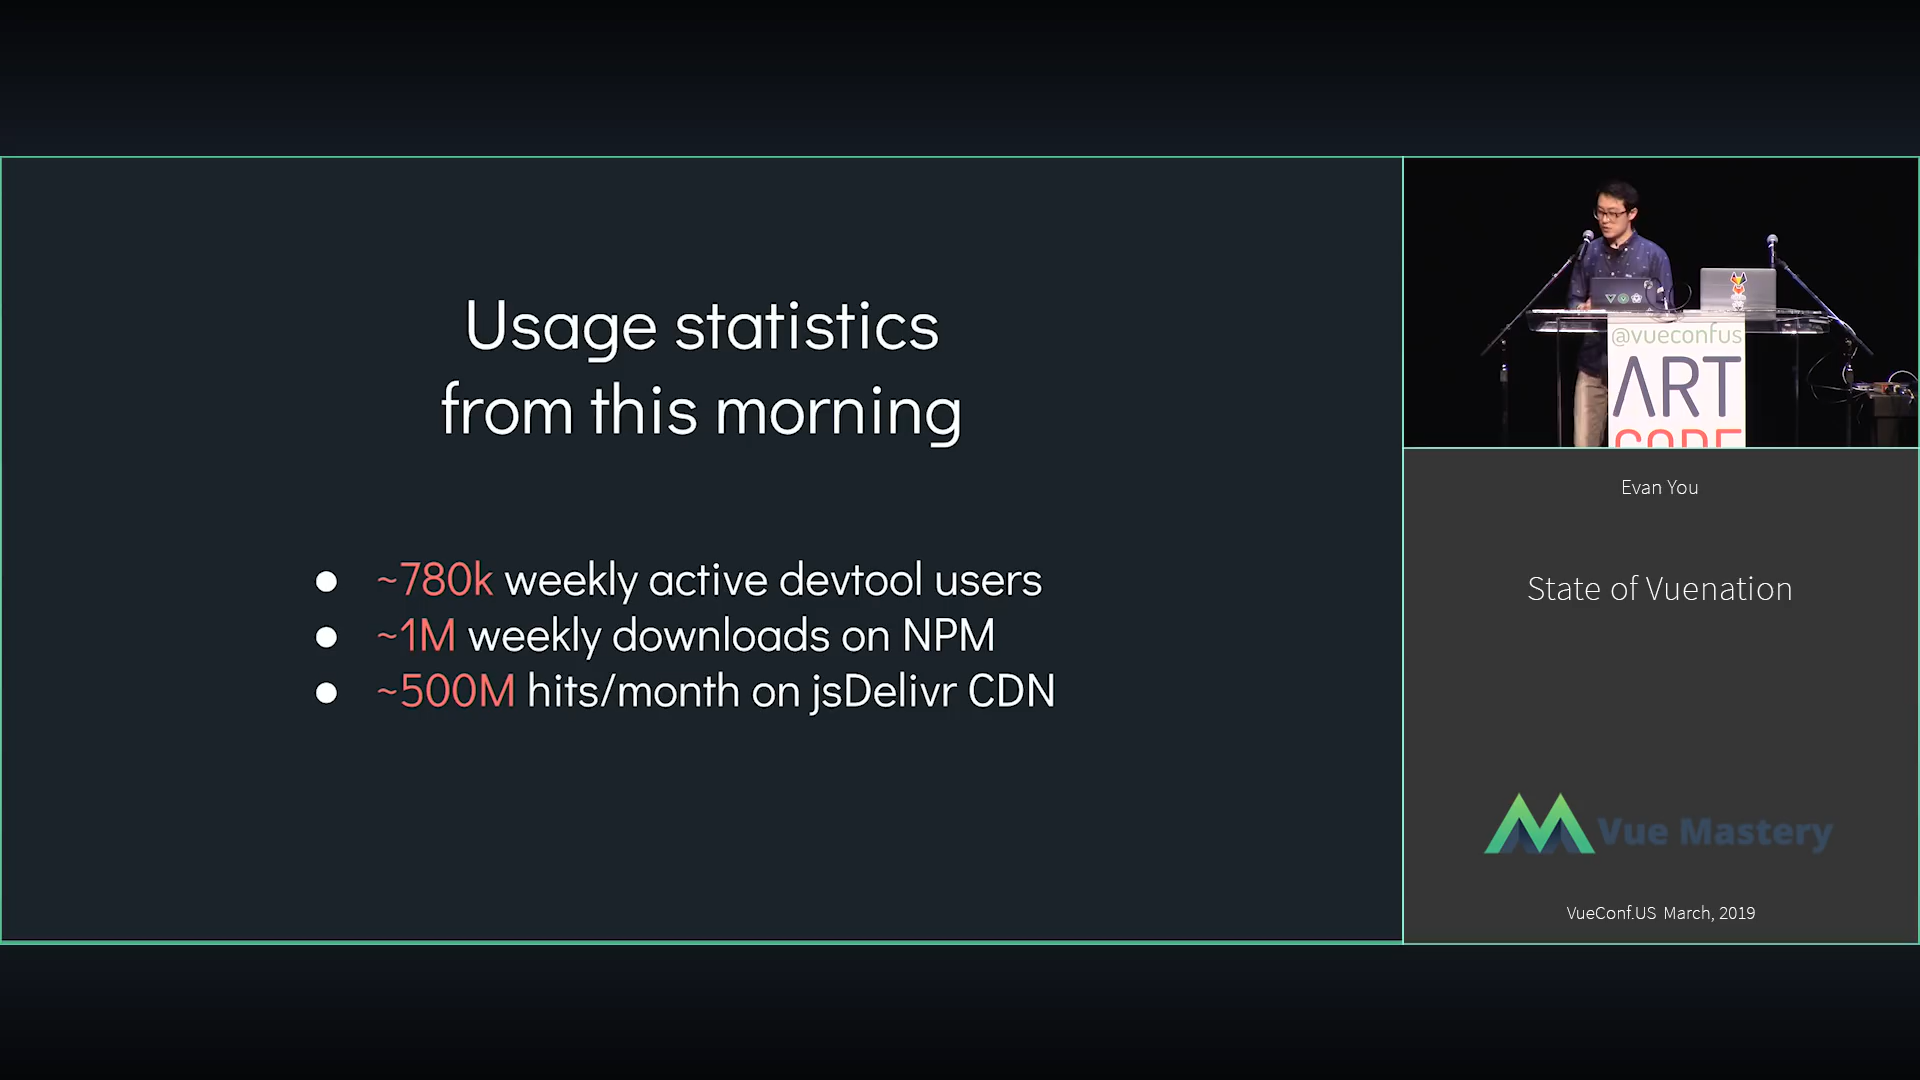 Usage statistics
from this morning
● ~780k weekly active devtool users
● ~1M weekly downloads on NPM
● ~500M hits/month on jsDelivr CDN
@vueconfus
ART
CODE
Evan You
State of Vuenation
Vue Mastery
VueConf.US March, 2019